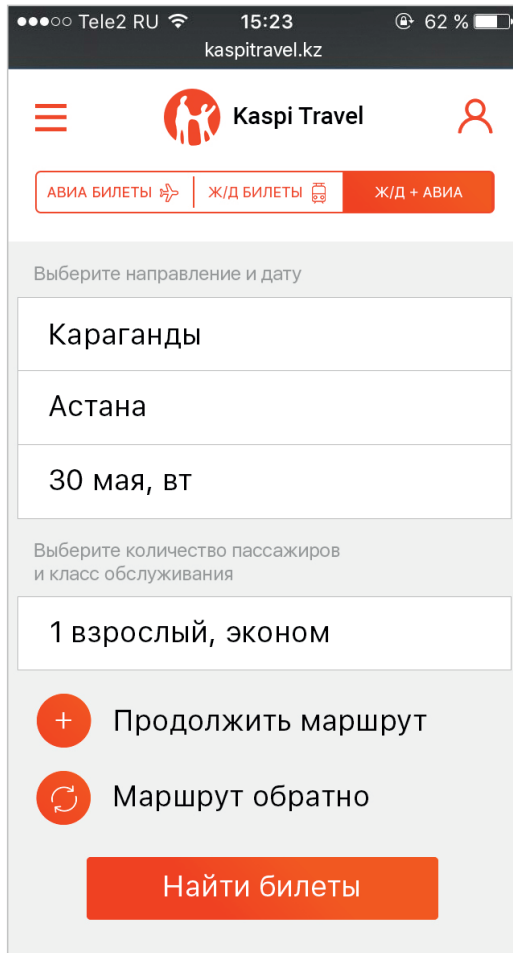 Tele2 RU 15:23 62 %
kaspitravel.kz
Kaspi Travel
АВИА БИЛЕТЫ Ж/Д БИЛЕТЫ Ж/Д + АВИА
Выберите направление и дату
Караганды
Астана
30 мая, вт
Выберите количество пассажиров
и класс обслуживания
1 взрослый, эконом
+ Продолжить маршрут
Маршрут обратно
Найти билеты